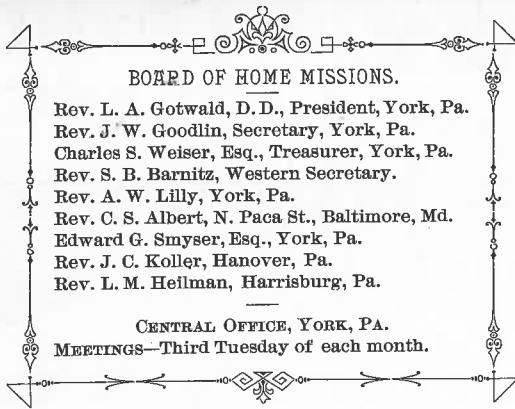 BOARD OF HOME MISSIONS.
Rev. L. A. Gotwald, D. D., President, York, Pa.
Rev. J. W. Goodlin, Secretary, York, Pa.
Charles S. Weiser, Esq., Treasurer, York, Pa.
Rev. S. B. Barnitz, Western Secretary.
Rev. A. W. Lilly, York, Pa.
Rev. C. S. Albert, N. Paca St., Baltimore, Md.
Edward G. Smyser, Esq., York, Pa.
Rev. J. C. Koller, Hanover, Pa.
Rev. L. M. Heilman, Harrisburg, Pa.
CENTRAL OFFICE, YORK, PA.
MEETINGS—Third Tuesday of each month.